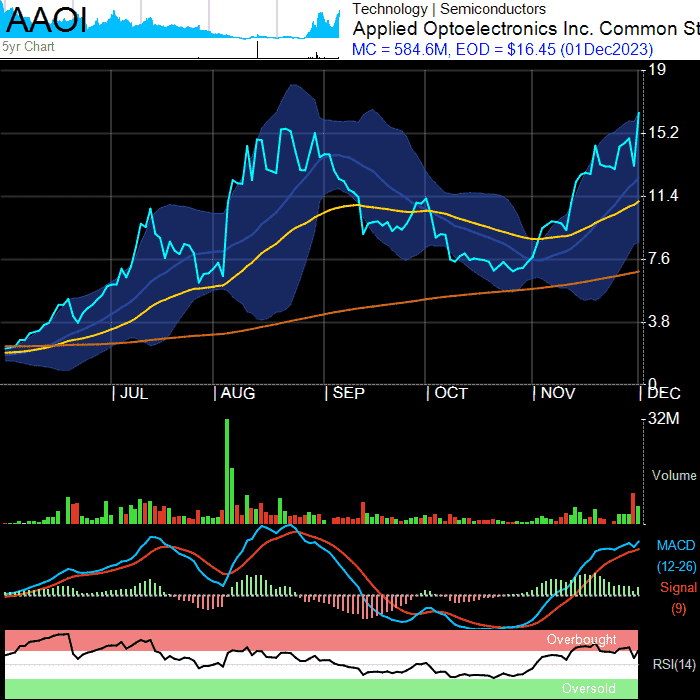 AAOI
5yr Chart
Technology | Semiconductors
Applied Optoelectronics Inc. Common St
MC = 584.6M, EOD = $16.45 (01Dec2023)
19
15.2
11.4
7.6
3.8
0
JUL AUG SEP OCT NOV DEC
32M
Volume
MACD
(12-26)
Signal
(9)
Overbought
RSI(14)
Oversold